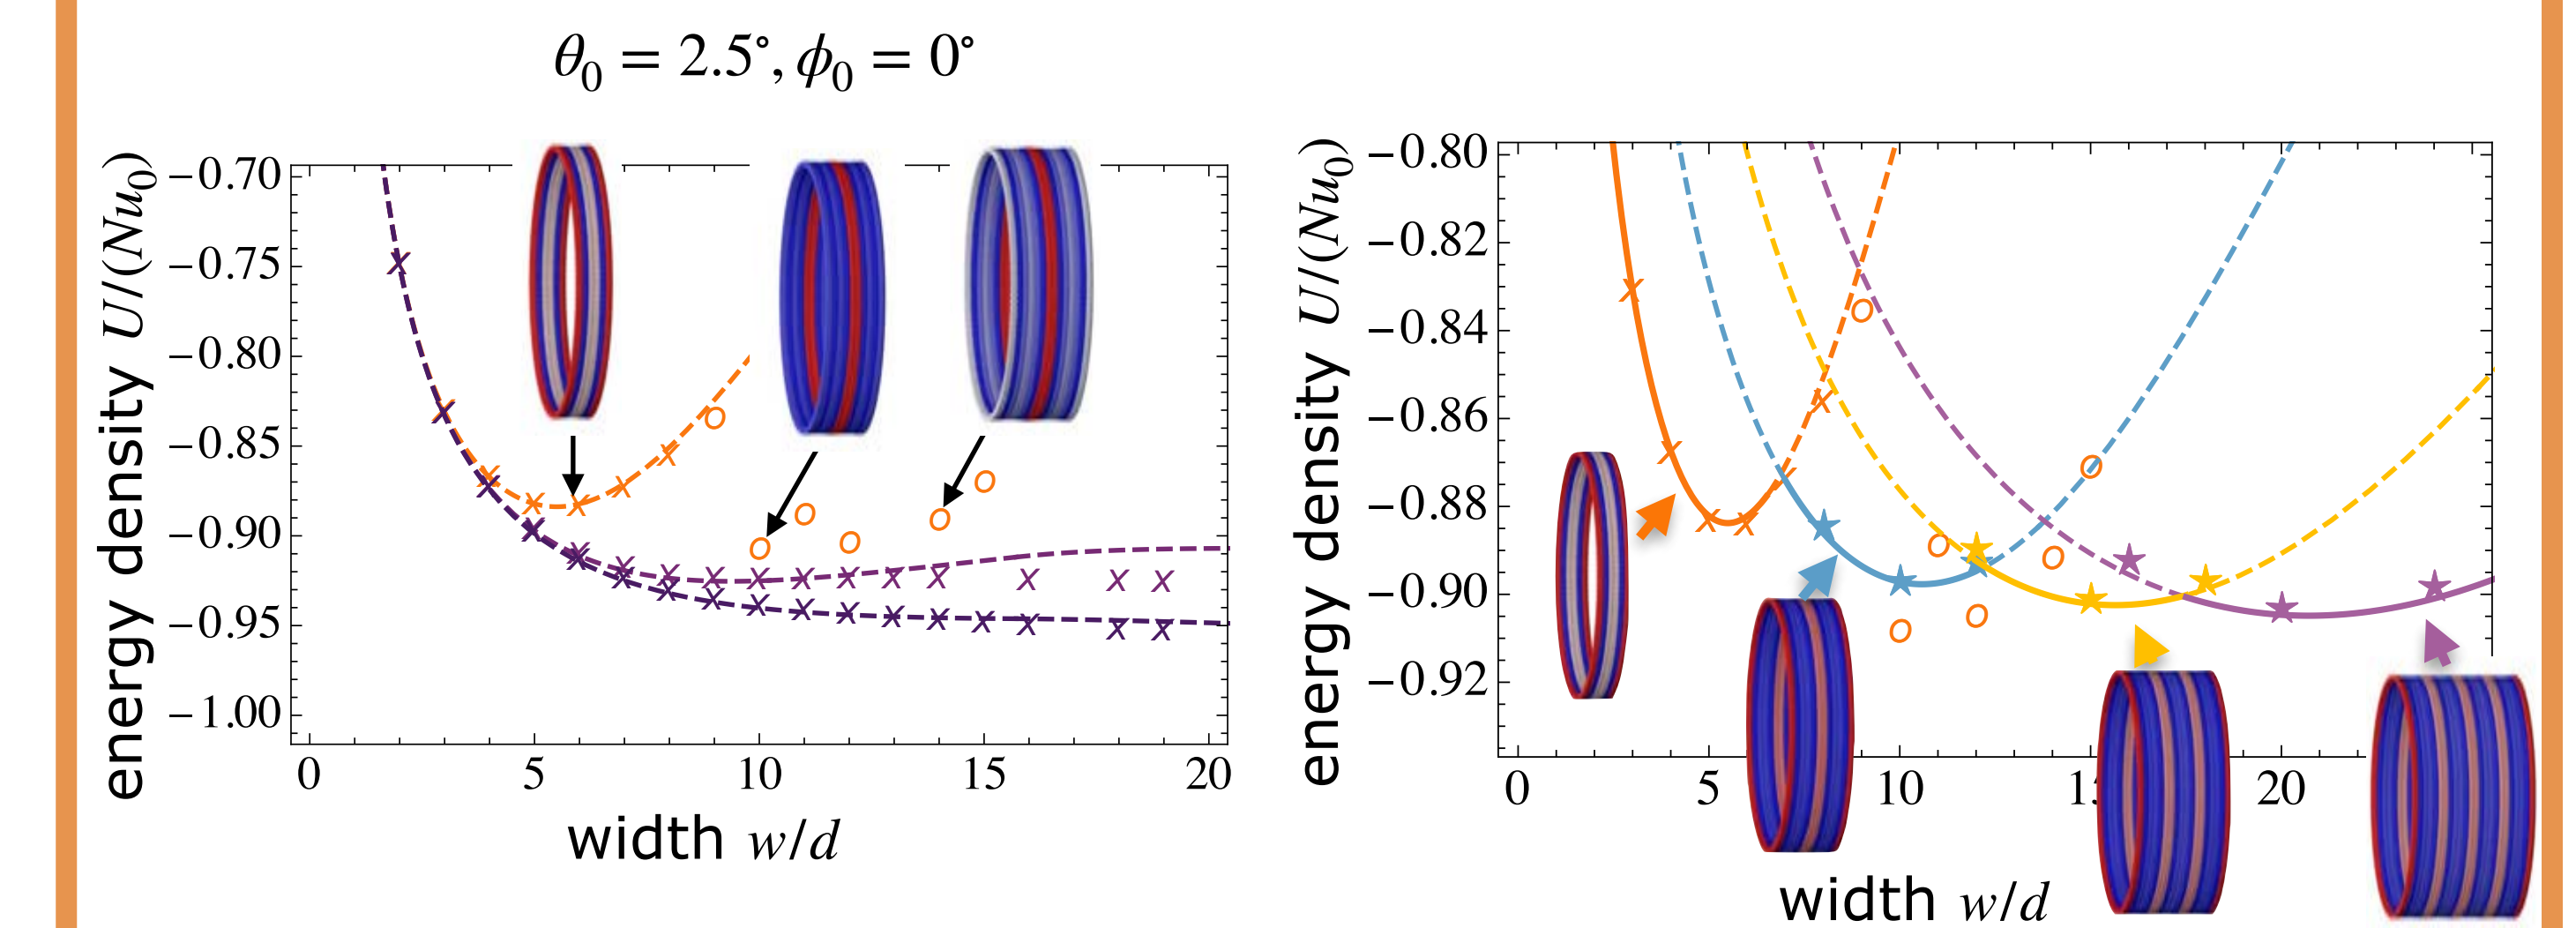 θ₀ = 2.5°, ϕ₀ = 0°
energy density U/(Nu₀)
−0.70
−0.75
−0.80
−0.85
−0.90
−0.95
−1.00
0 5 10 15 20
width w/d
energy density U/(Nu₀)
−0.80
−0.82
−0.84
−0.86
−0.88
−0.90
−0.92
0 5 10 20
width w/d